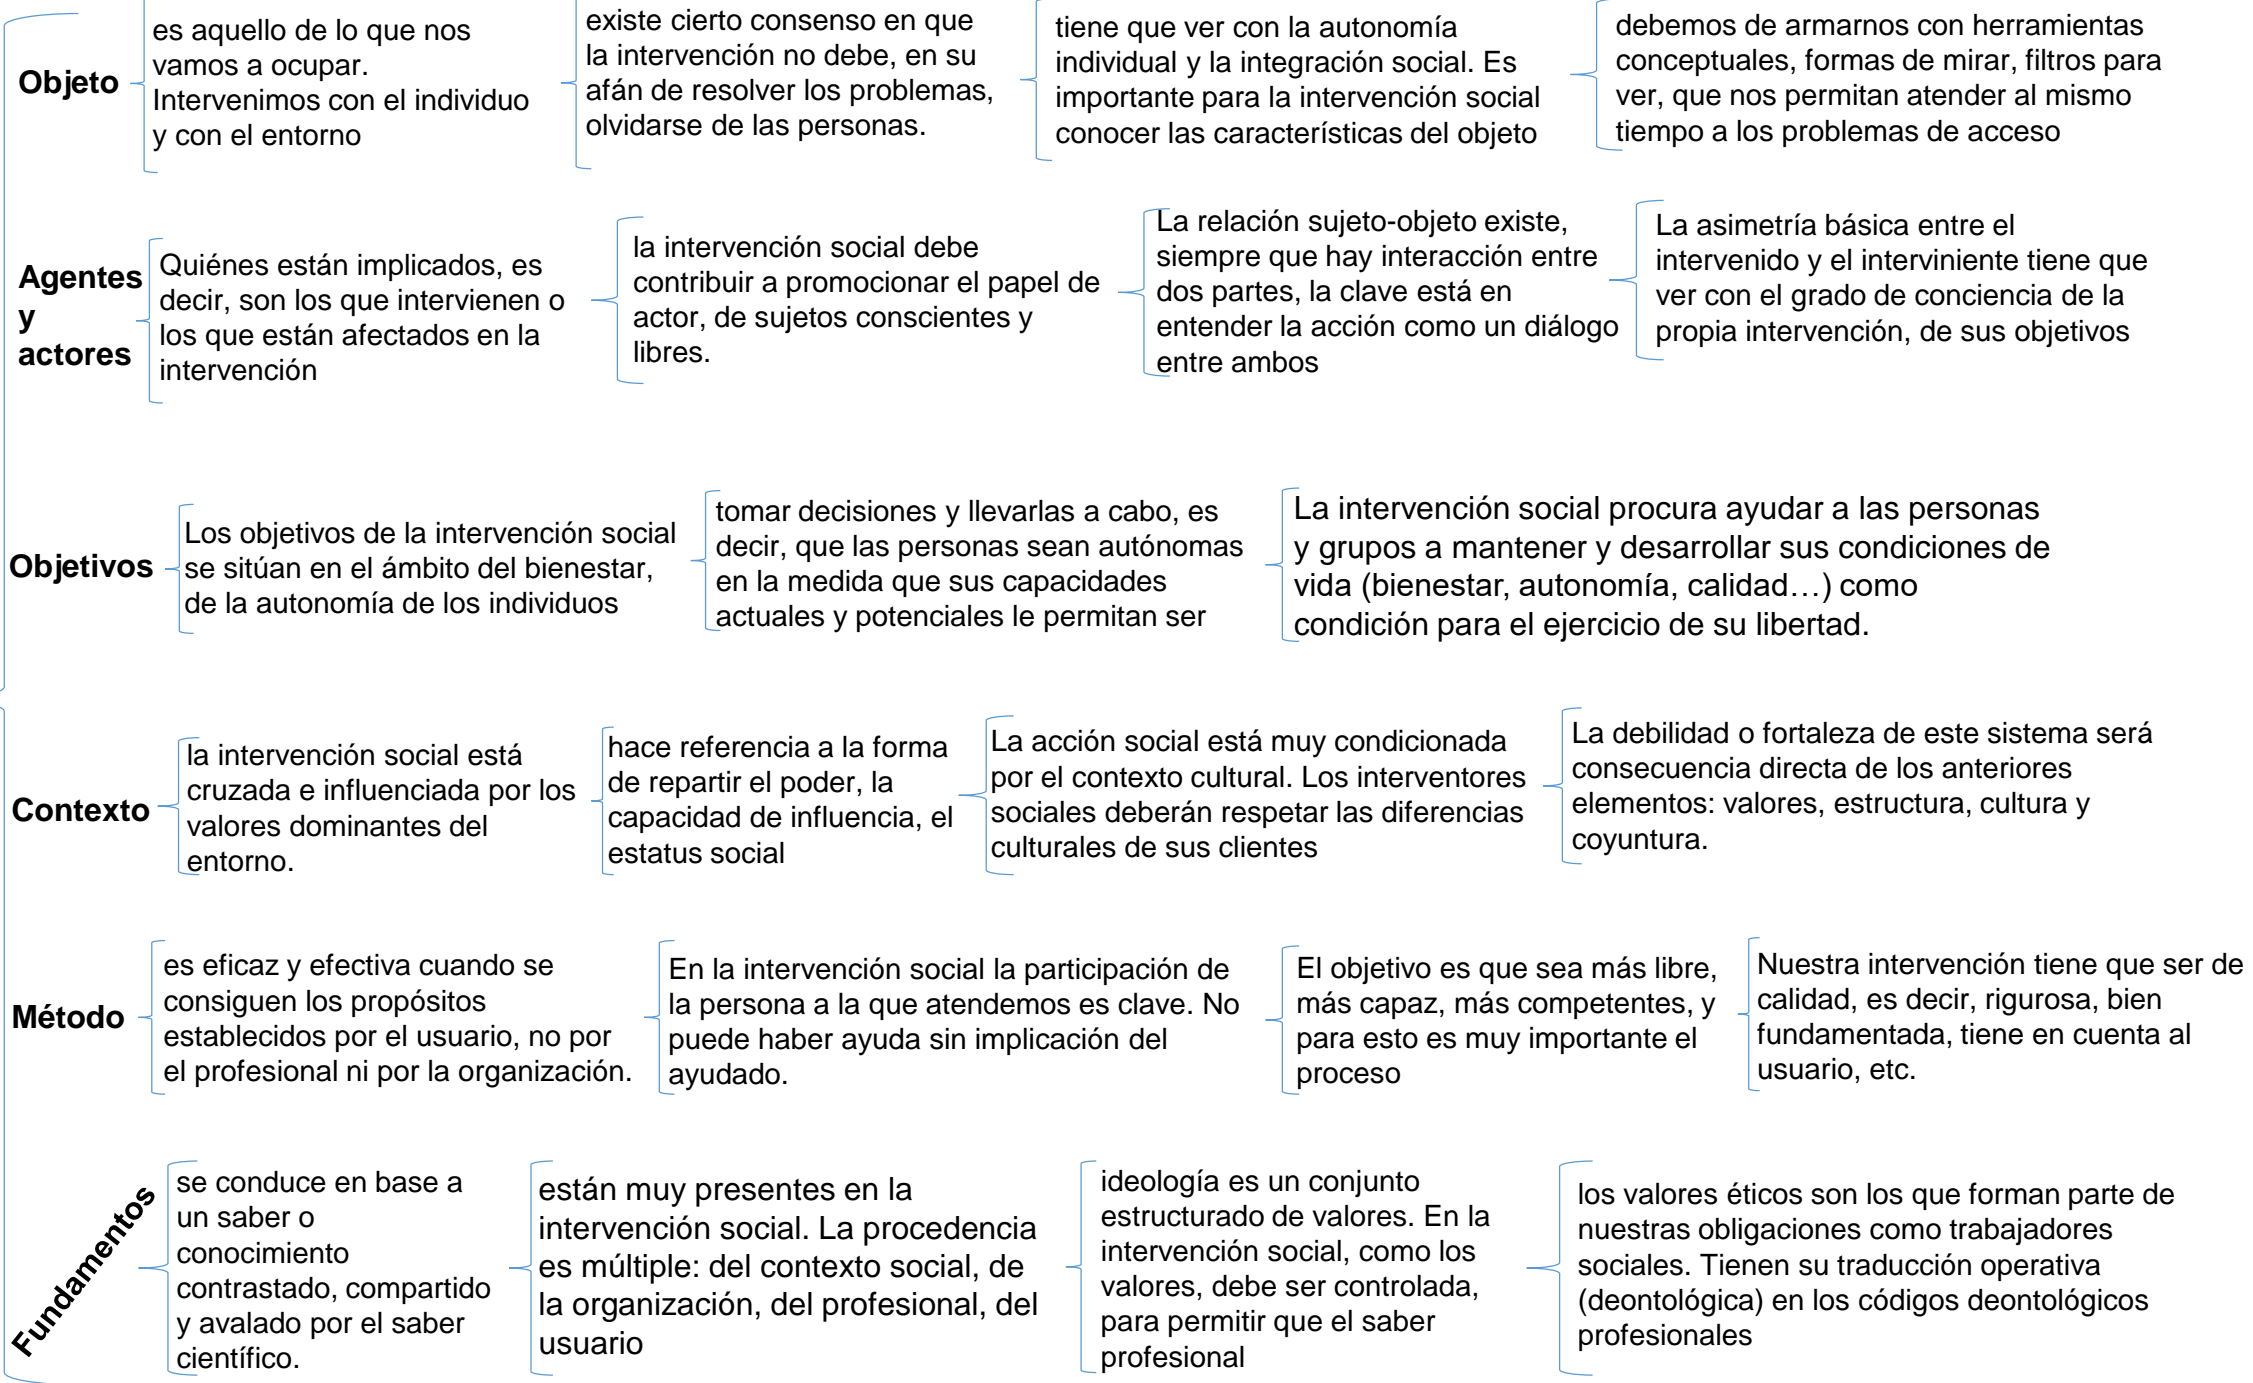 Objeto
es aquello de lo que nos
vamos a ocupar.
Intervenimos con el individuo
y con el entorno
existe cierto consenso en que
la intervención no debe, en su
afán de resolver los problemas,
olvidarse de las personas.
tiene que ver con la autonomía
individual y la integración social. Es
importante para la intervención social
conocer las características del objeto
debemos de armarnos con herramientas
conceptuales, formas de mirar, filtros para
ver, que nos permitan atender al mismo
tiempo a los problemas de acceso
Agentes
y
actores
Quiénes están implicados, es
decir, son los que intervienen o
los que están afectados en la
intervención
la intervención social debe
contribuir a promocionar el papel de
actor, de sujetos conscientes y
libres.
La relación sujeto-objeto existe,
siempre que hay interacción entre
dos partes, la clave está en
entender la acción como un diálogo
entre ambos
La asimetría básica entre el
intervenido y el interviniente tiene que
ver con el grado de conciencia de la
propia intervención, de sus objetivos
Objetivos
Los objetivos de la intervención social
se sitúan en el ámbito del bienestar,
de la autonomía de los individuos
tomar decisiones y llevarlas a cabo, es
decir, que las personas sean autónomas
en la medida que sus capacidades
actuales y potenciales le permitan ser
La intervención social procura ayudar a las personas
y grupos a mantener y desarrollar sus condiciones de
vida (bienestar, autonomía, calidad…) como
condición para el ejercicio de su libertad.
Contexto
la intervención social está
cruzada e influenciada por los
valores dominantes del
entorno.
hace referencia a la forma
de repartir el poder, la
capacidad de influencia, el
estatus social
La acción social está muy condicionada
por el contexto cultural. Los interventores
sociales deberán respetar las diferencias
culturales de sus clientes
La debilidad o fortaleza de este sistema será
consecuencia directa de los anteriores
elementos: valores, estructura, cultura y
coyuntura.
Método
es eficaz y efectiva cuando se
consiguen los propósitos
establecidos por el usuario, no por
el profesional ni por la organización.
En la intervención social la participación de
la persona a la que atendemos es clave. No
puede haber ayuda sin implicación del
ayudado.
El objetivo es que sea más libre,
más capaz, más competentes, y
para esto es muy importante el
proceso
Nuestra intervención tiene que ser de
calidad, es decir, rigurosa, bien
fundamentada, tiene en cuenta al
usuario, etc.
Fundamentos
se conduce en base a
un saber o
conocimiento
contrastado, compartido
y avalado por el saber
científico.
están muy presentes en la
intervención social. La procedencia
es múltiple: del contexto social, de
la organización, del profesional, del
usuario
ideología es un conjunto
estructurado de valores. En la
intervención social, como los
valores, debe ser controlada,
para permitir que el saber
profesional
los valores éticos son los que forman parte de
nuestras obligaciones como trabajadores
sociales. Tienen su traducción operativa
(deontológica) en los códigos deontológicos
profesionales